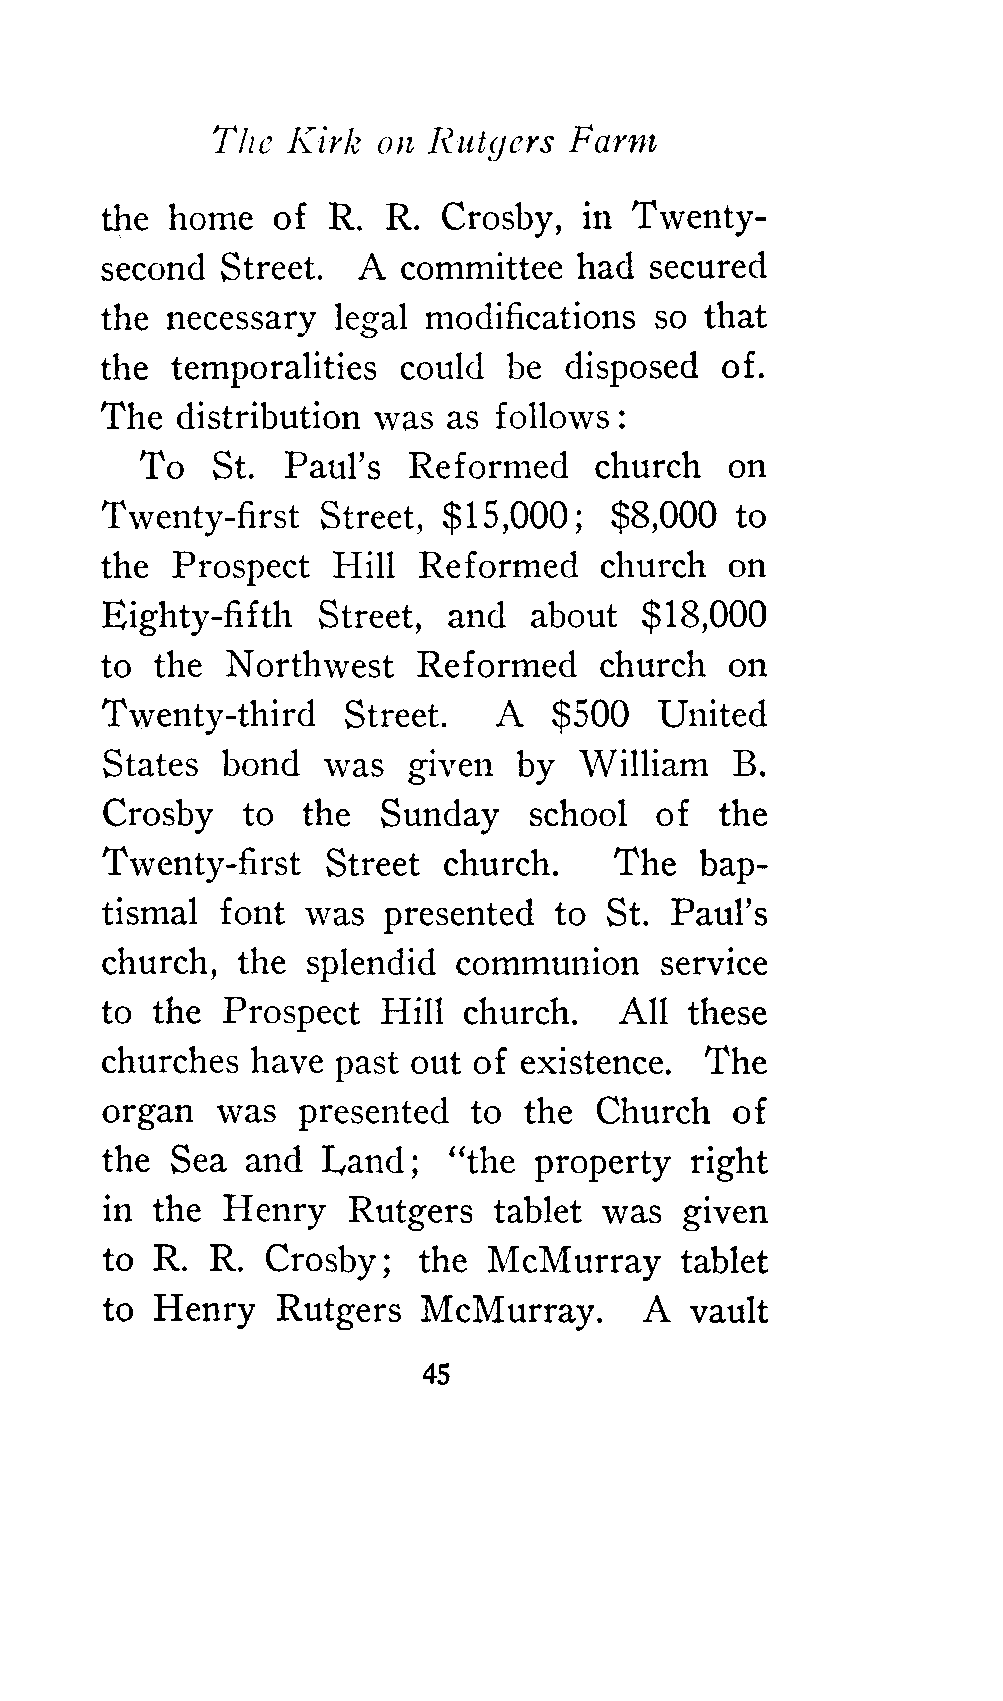 The Kirk on Rutgers Farm
the home of R. R. Crosby, in Twenty-
second Street. A committee had secured
the necessary legal modifications so that
the temporalities could be disposed of.
The distribution was as follows:
To St. Paul's Reformed church on
Twenty-first Street, $15,000; $8,000 to
the Prospect Hill Reformed church on
Eighty-fifth Street, and about $18,000
to the Northwest Reformed church on
Twenty-third Street. A $500 United
States bond was given by William B.
Crosby to the Sunday school of the
Twenty-first Street church. The bap-
tismal font was presented to St. Paul's
church, the splendid communion service
to the Prospect Hill church. All these
churches have past out of existence. The
organ was presented to the Church of
the Sea and Land; "the property right
in the Henry Rutgers tablet was given
to R. R. Crosby; the McMurray tablet
to Henry Rutgers McMurray. A vault
45